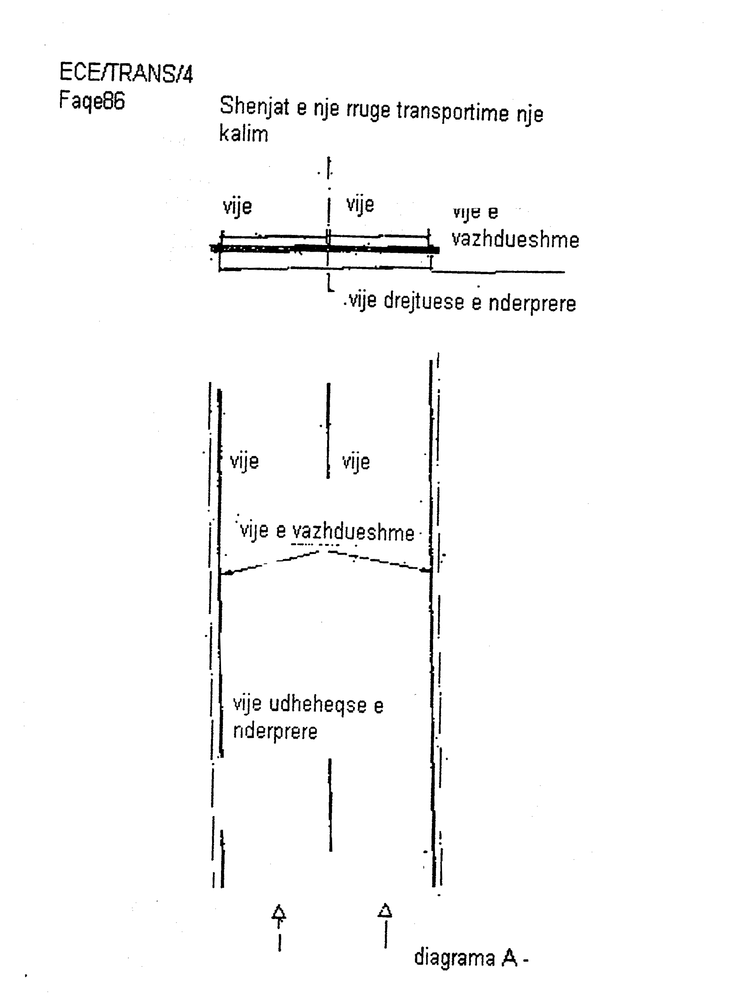 ECE/TRANS/4
Faqe86
Shenjat e nje rruge transportime nje
kalim
vije
vije
vije e
vazhdueshme
.vije drejtuese e nderprere
vije
vije
vije e vazhdueshme
vije udheheqse e
nderprere
diagrama A -